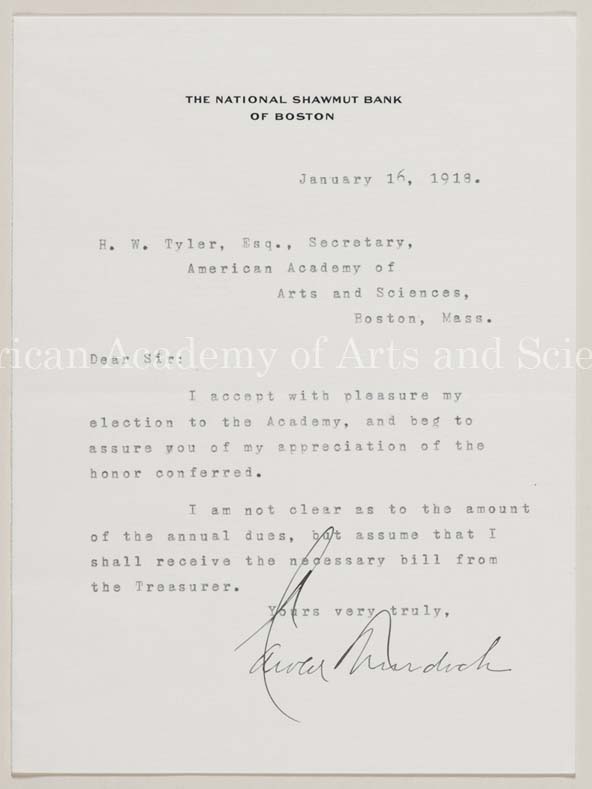 THE NATIONAL SHAWMUT BANK
OF BOSTON
January 16, 1918.
H. W. Tyler, Esq., Secretary,
American Academy of
Arts and Sciences,
Boston, Mass.
rican Academy of Arts and Scie
Dear Sir:
I accept with pleasure my
election to the Academy, and beg to
assure you of my appreciation of the
honor conferred.
I am not clear as to the amount
of the annual dues, but assume that I
shall receive the necessary bill from
the Treasurer.
Yours very truly,
Harold Murdock